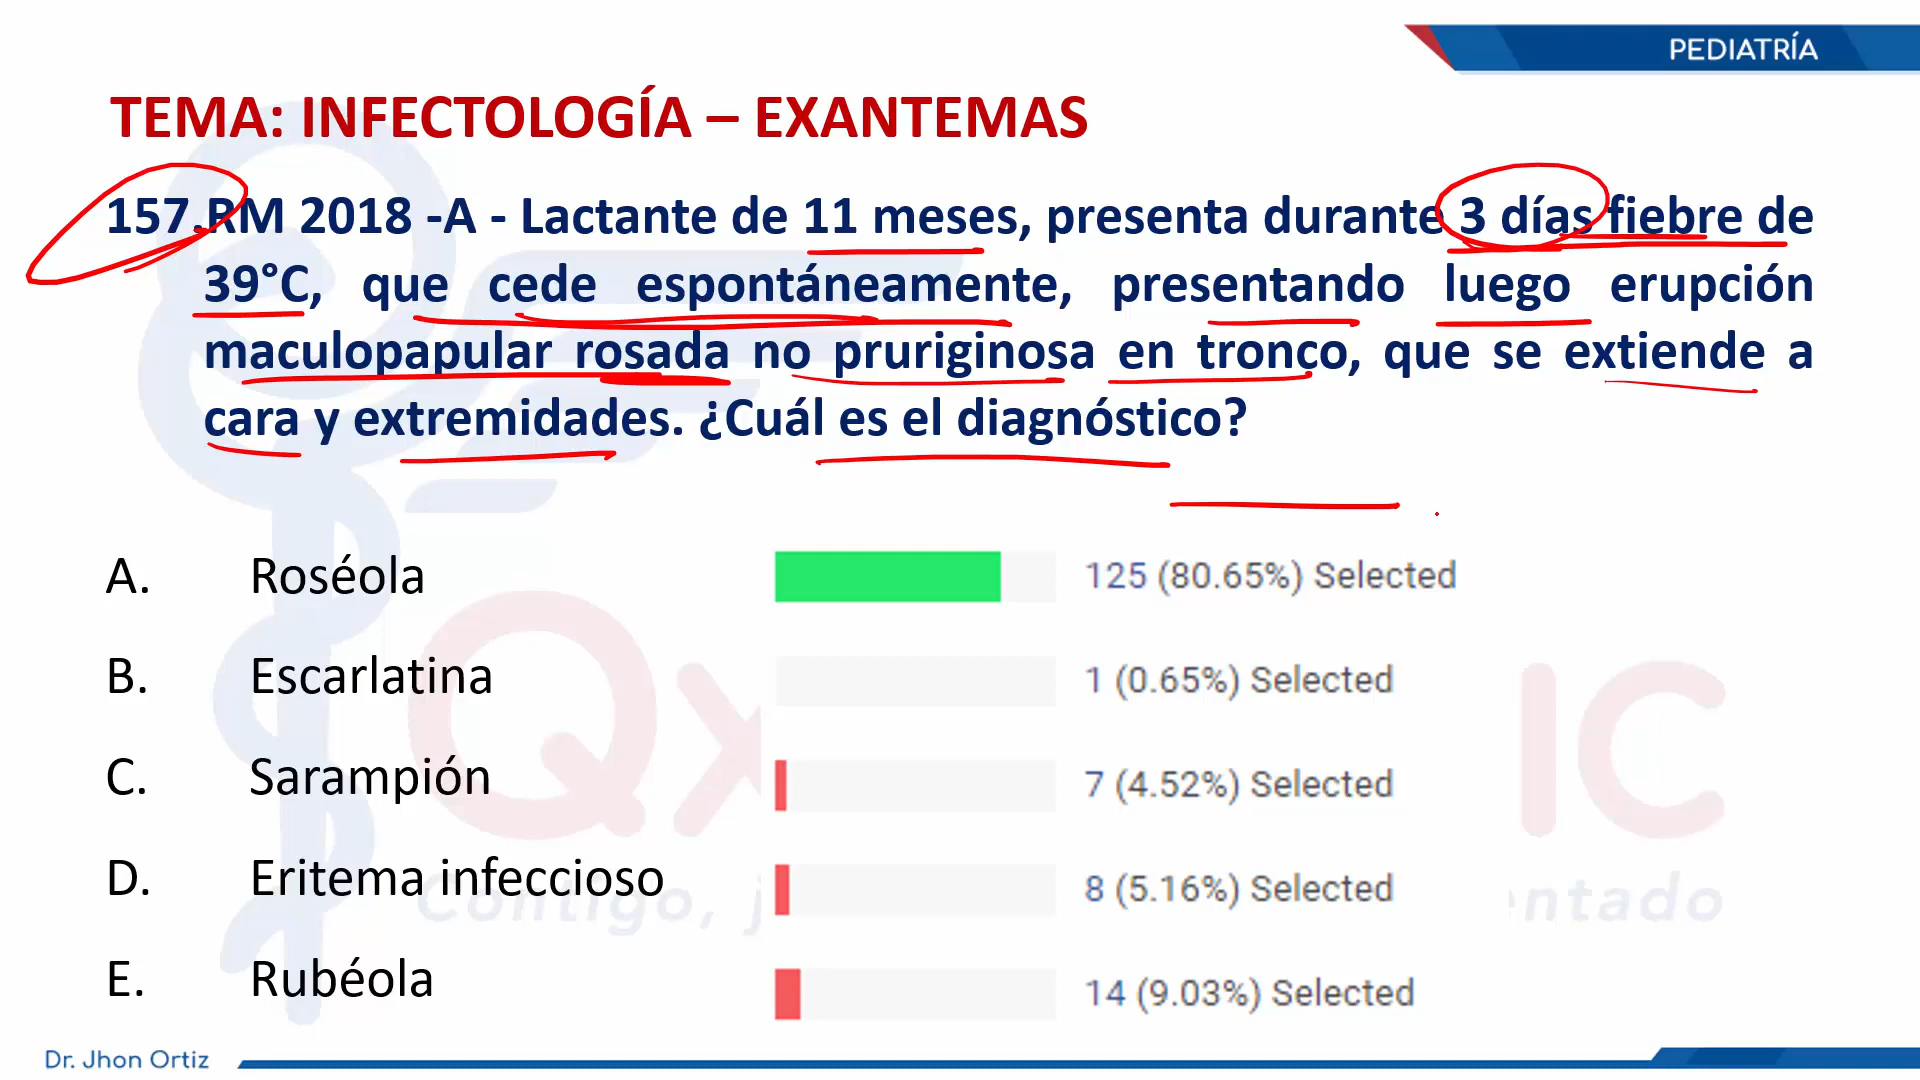 PEDIATRÍA
TEMA: INFECTOLOGÍA – EXANTEMAS
157.RM 2018 -A - Lactante de 11 meses, presenta durante 3 días fiebre de
39°C, que cede espontáneamente, presentando luego erupción
maculopapular rosada no pruriginosa en tronco, que se extiende a
cara y extremidades. ¿Cuál es el diagnóstico?
A. Roséola 125 (80.65%) Selected
B. Escarlatina 1 (0.65%) Selected
C. Sarampión 7 (4.52%) Selected
D. Eritema infeccioso 8 (5.16%) Selected
E. Rubéola 14 (9.03%) Selected
Dr. Jhon Ortiz